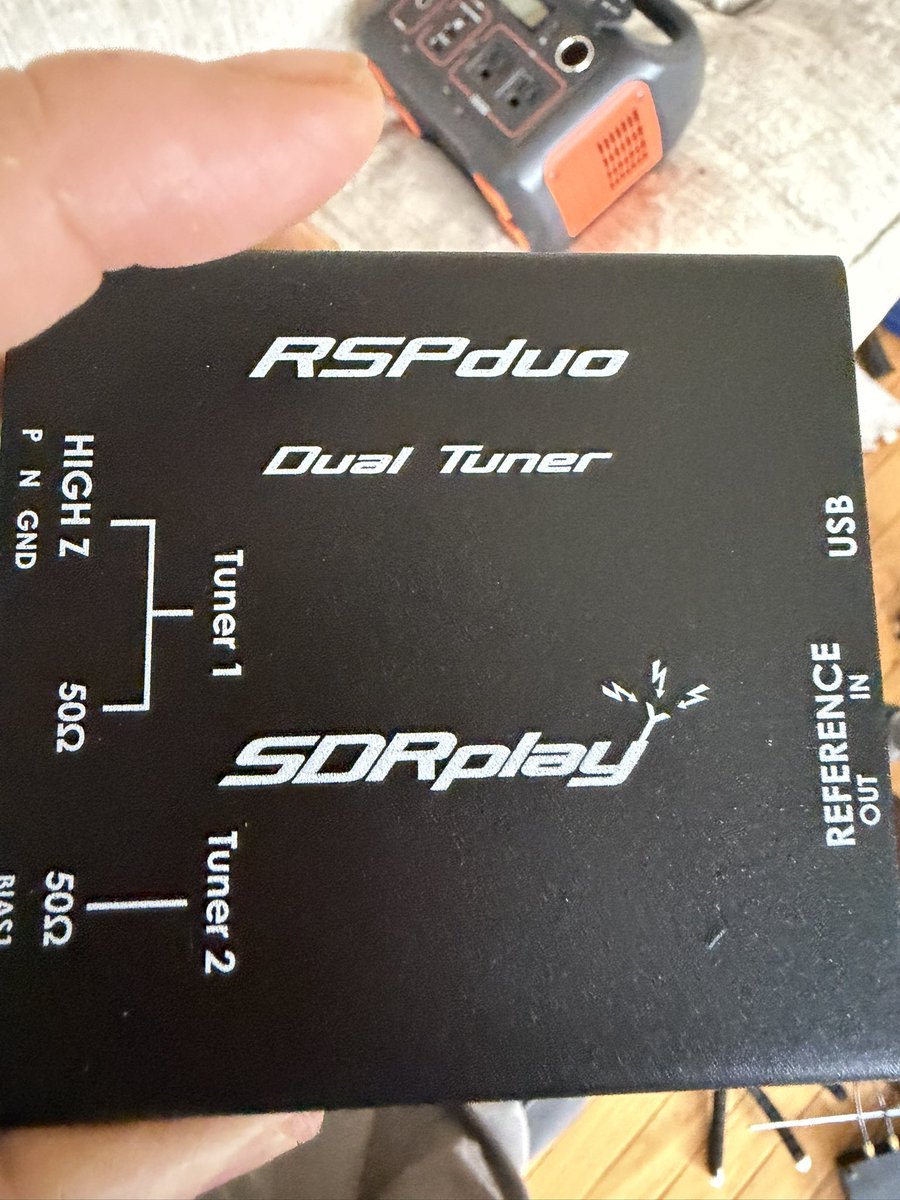 RSPduo
Dual Tuner
HIGH Z
P N GND
Tuner 1
50Ω
SDRplay
Tuner 2
50Ω
USB
REFERENCE
IN
OUT